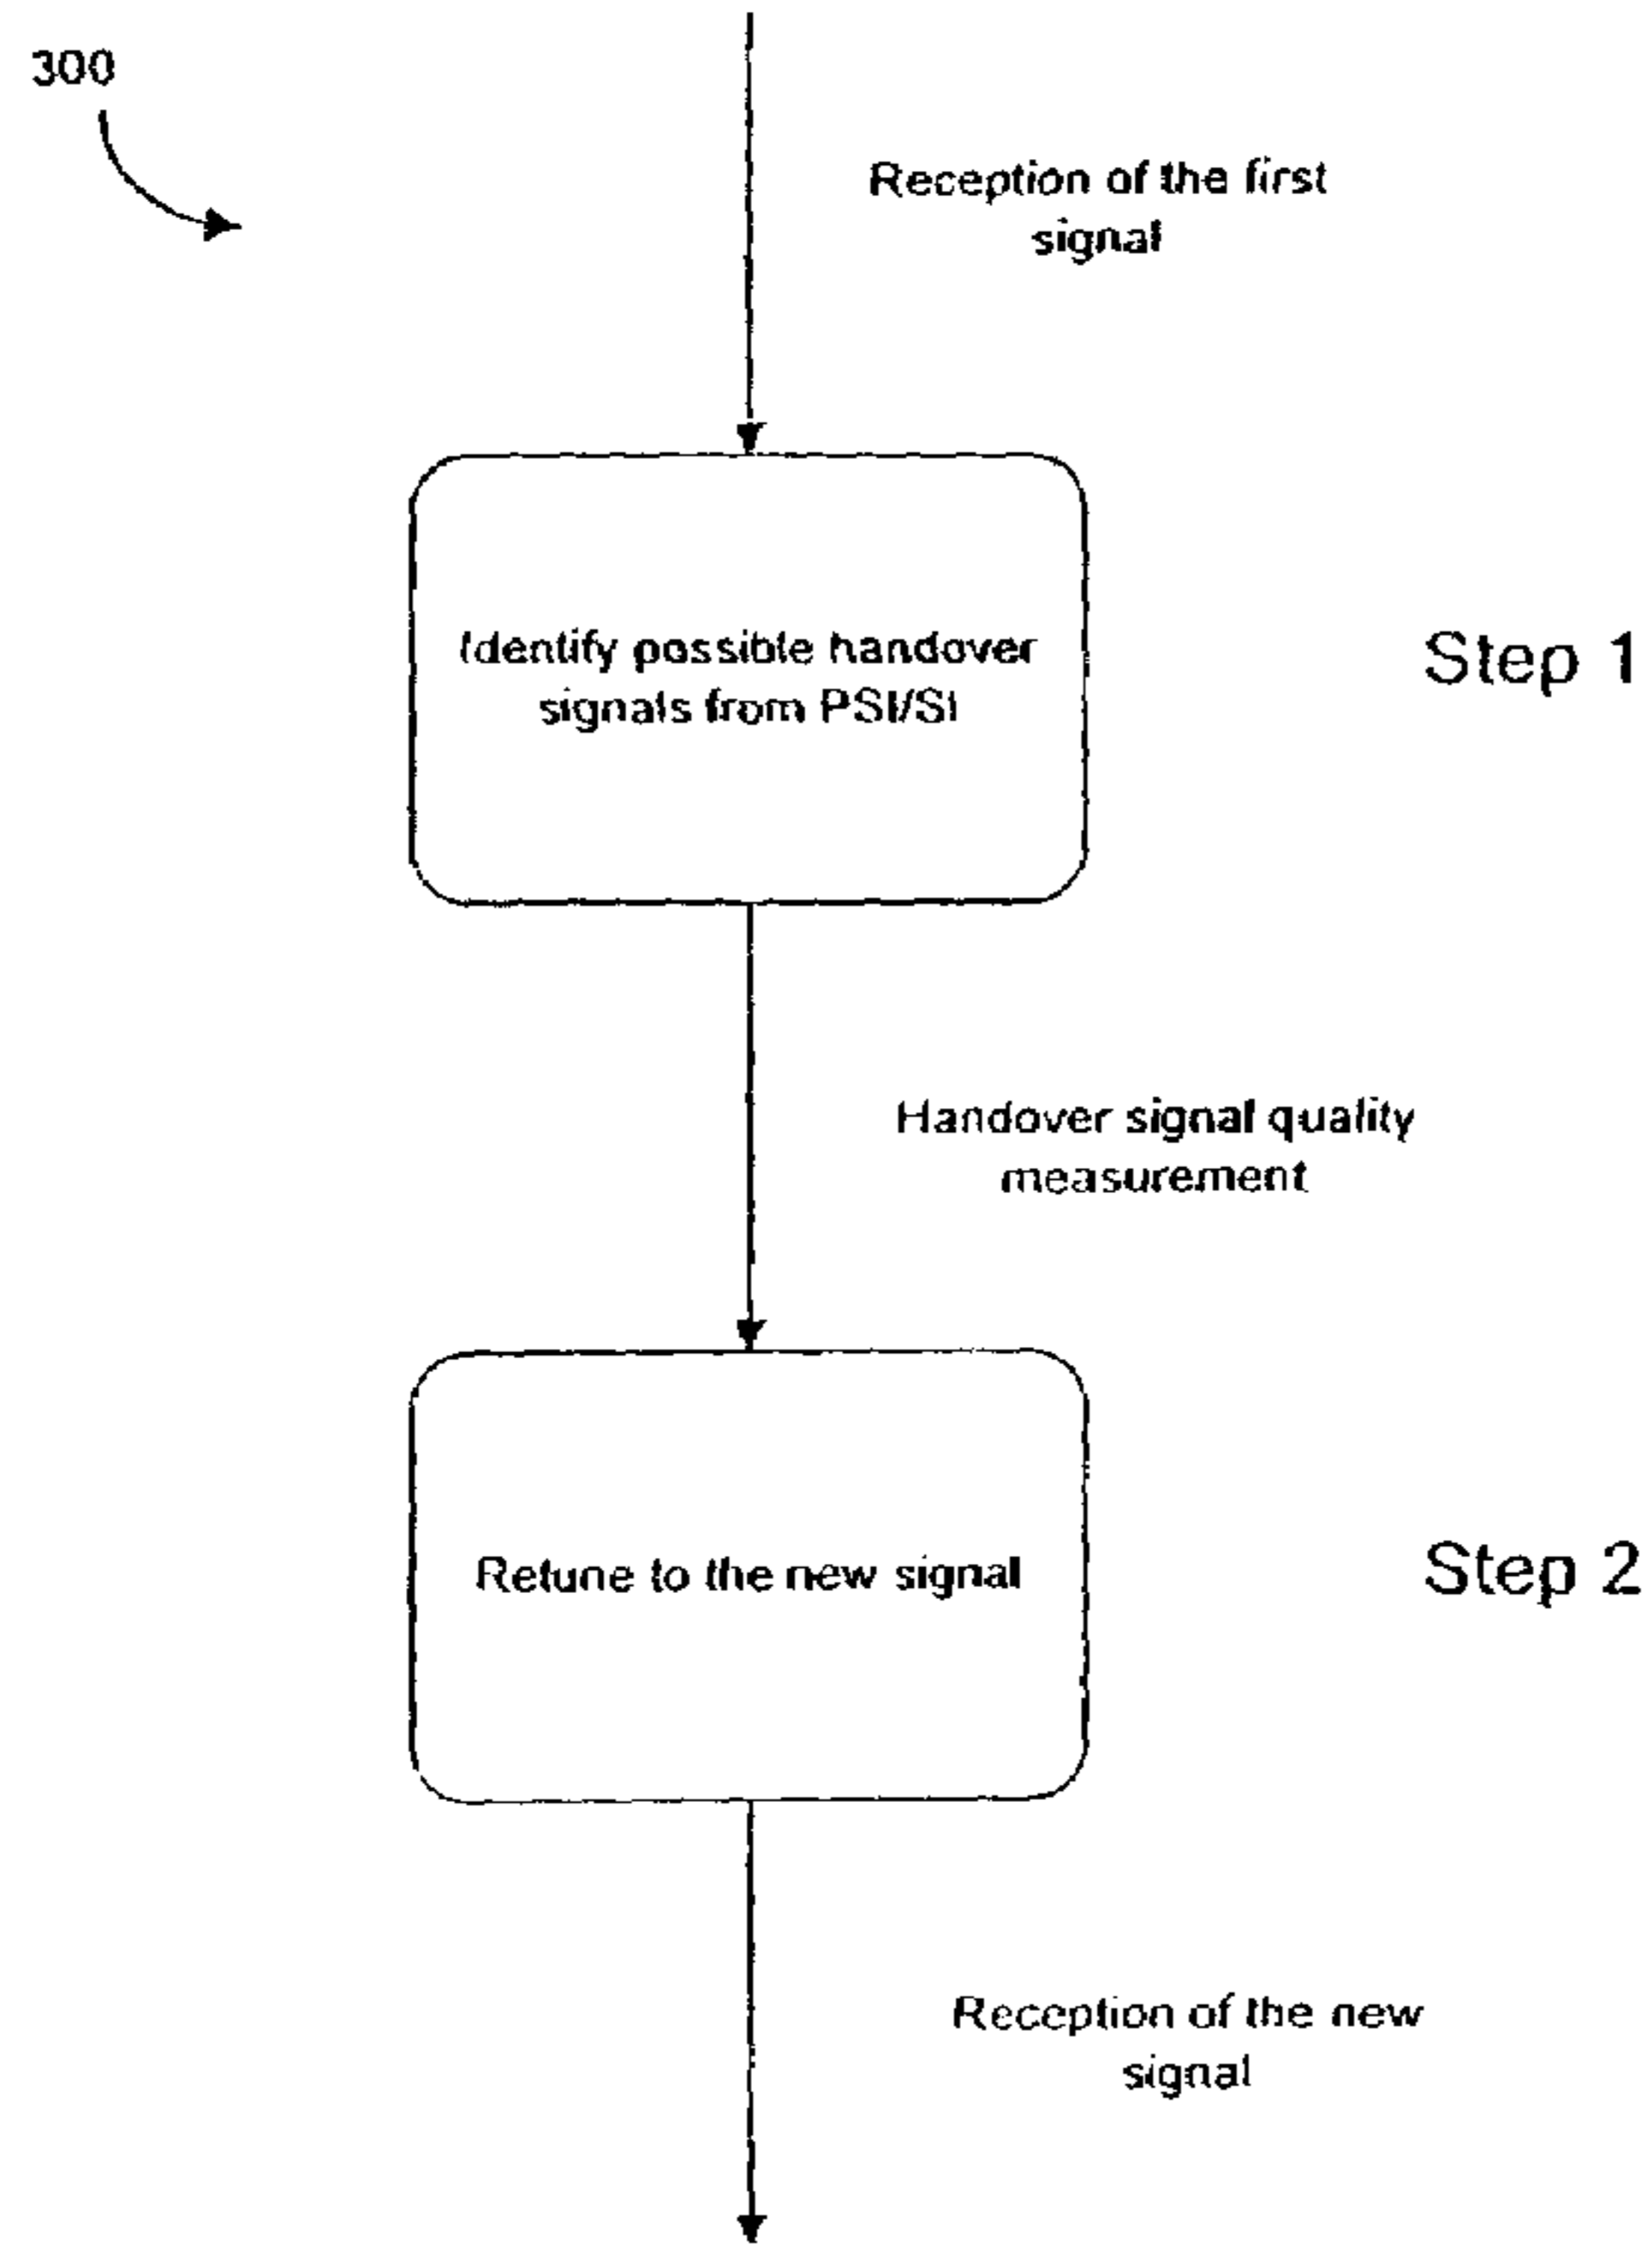 300
Reception of the first
signal
Identify possible handover
signals from PSI/SI
Step 1
Handover signal quality
measurement
Retune to the new signal
Step 2
Reception of the new
signal